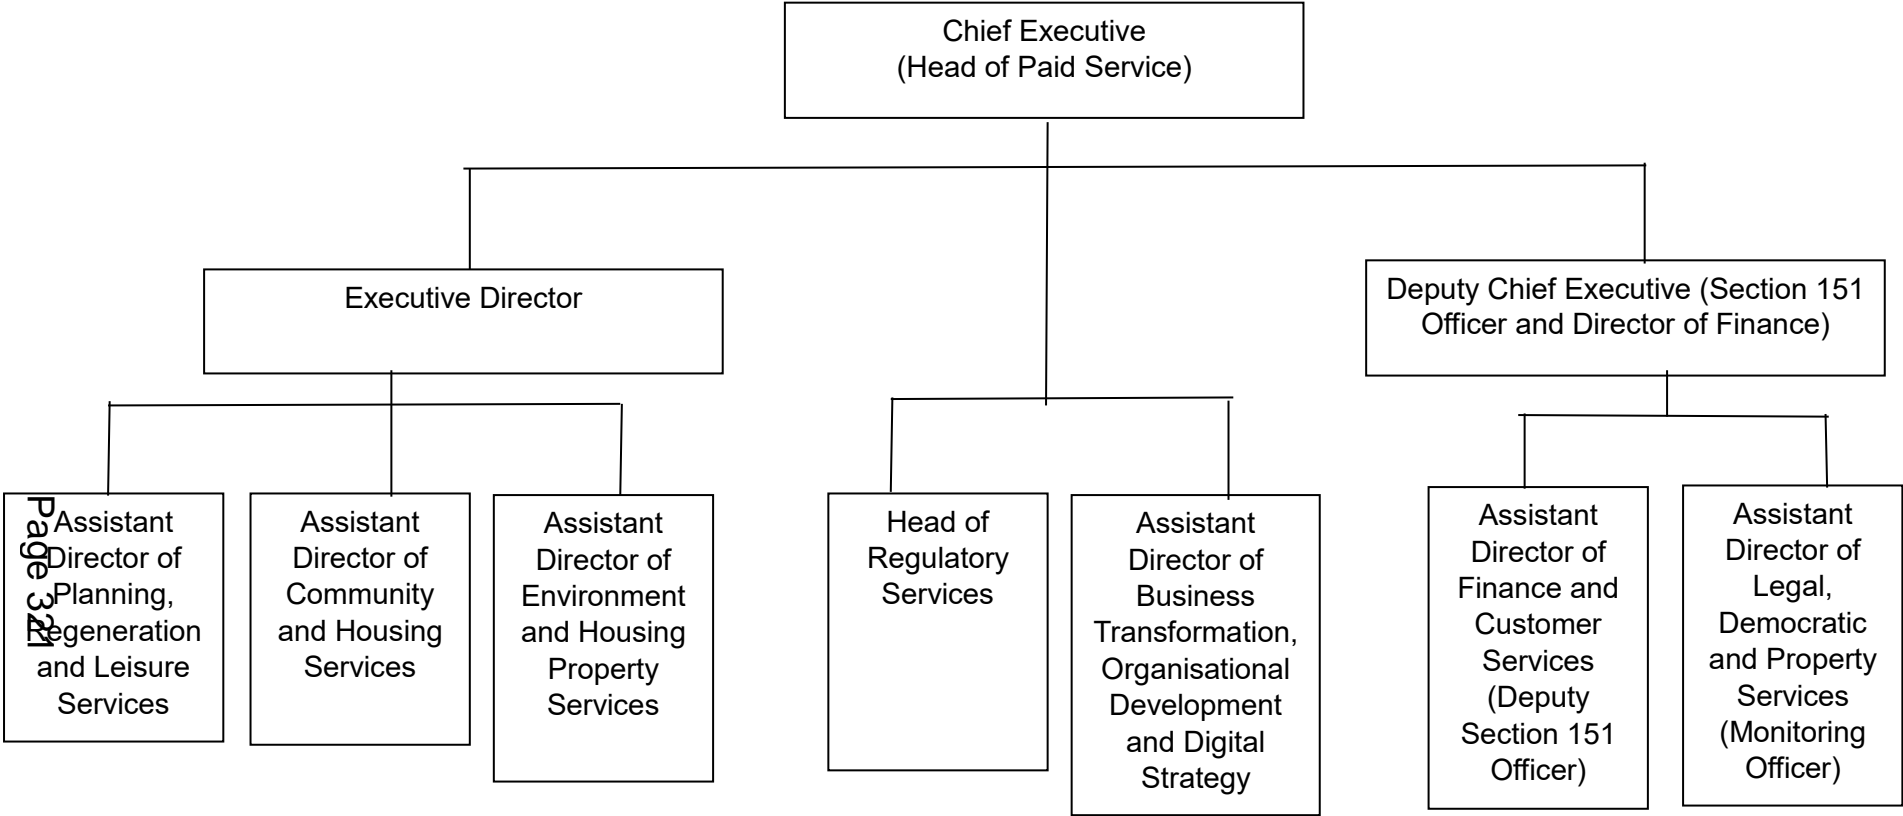 Chief Executive
(Head of Paid Service)
Executive Director
Deputy Chief Executive (Section 151
Officer and Director of Finance)
Assistant
Director of
Planning,
Regeneration
and Leisure
Services
Assistant
Director of
Community
and Housing
Services
Assistant
Director of
Environment
and Housing
Property
Services
Head of
Regulatory
Services
Assistant
Director of
Business
Transformation,
Organisational
Development
and Digital
Strategy
Assistant
Director of
Finance and
Customer
Services
(Deputy
Section 151
Officer)
Assistant
Director of
Legal,
Democratic
and Property
Services
(Monitoring
Officer)
Page 321